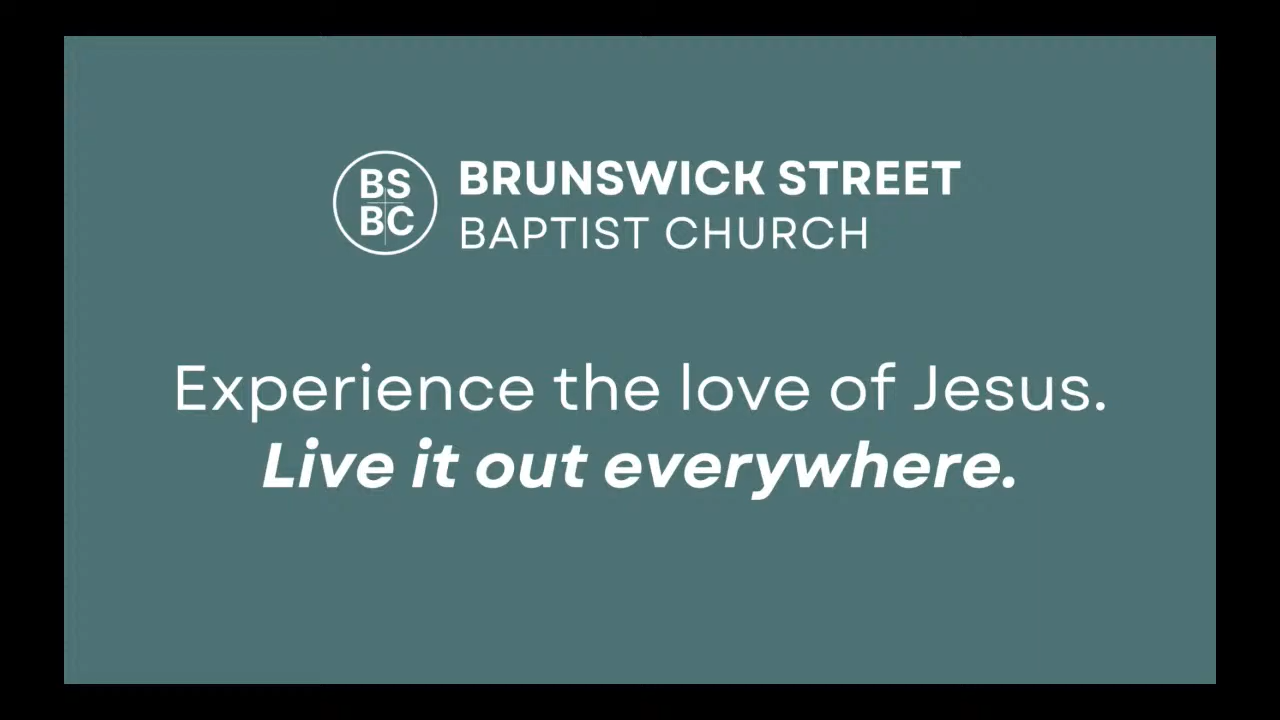 BS
BC
BRUNSWICK STREET
BAPTIST CHURCH
Experience the love of Jesus.
Live it out everywhere.